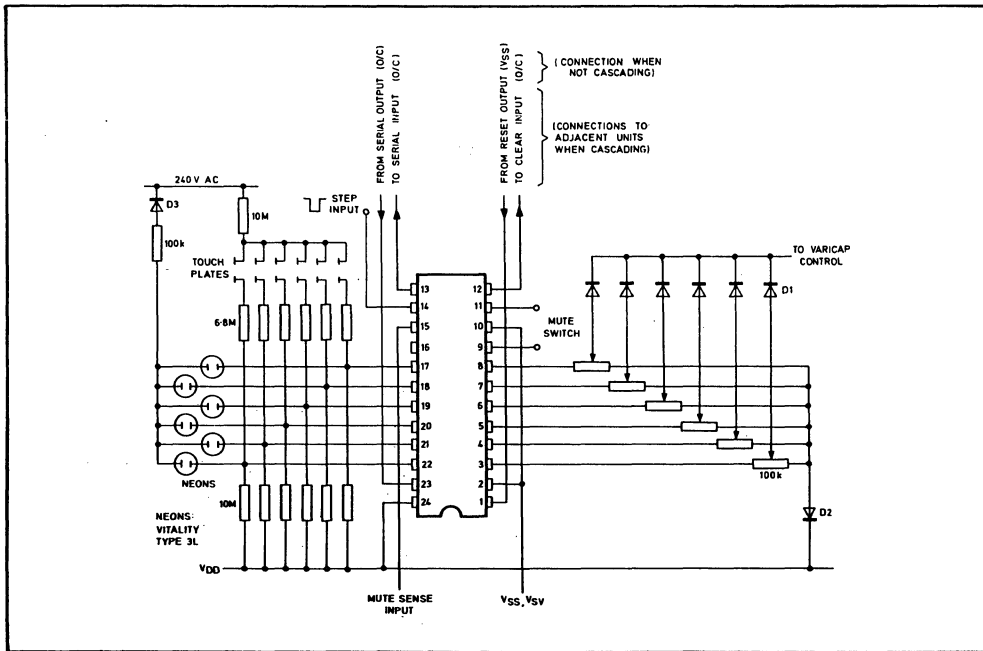 FROM SERIAL OUTPUT (O/C)
TO SERIAL INPUT (O/C)
FROM RESET OUTPUT (VSS)
TO CLEAR INPUT (O/C)
(CONNECTION WHEN
NOT CASCADING)
(CONNECTIONS TO
ADJACENT UNITS
WHEN CASCADING)
240V AC
D3
100k
10M
STEP
INPUT
TOUCH
PLATES
6·8M
TO VARICAP
CONTROL
D1
MUTE
SWITCH
13
14
15
16
17
18
19
20
21
22
23
24
12
11
10
9
8
7
6
5
4
3
2
1
100k
D2
NEONS
10M
NEONS:
VITALITY
TYPE 3L
VDD
MUTE SENSE
INPUT
VSS, VSV